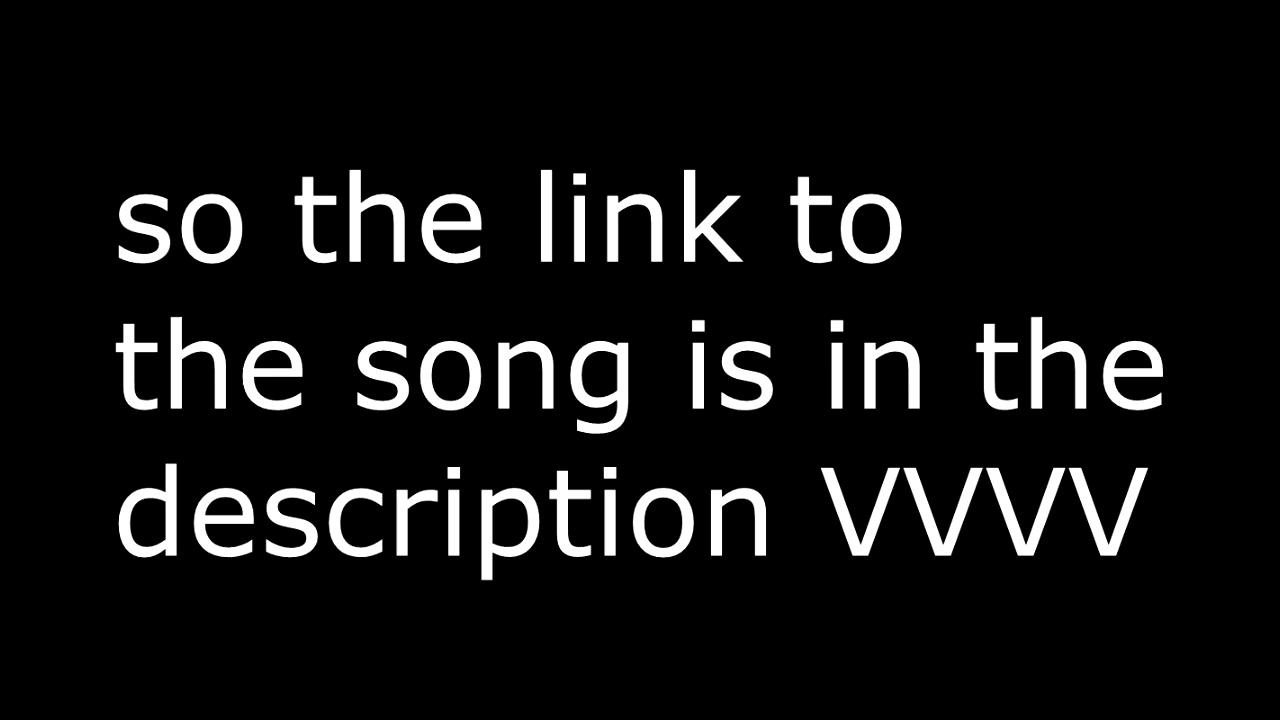 so the link to
the song is in the
description VVVV